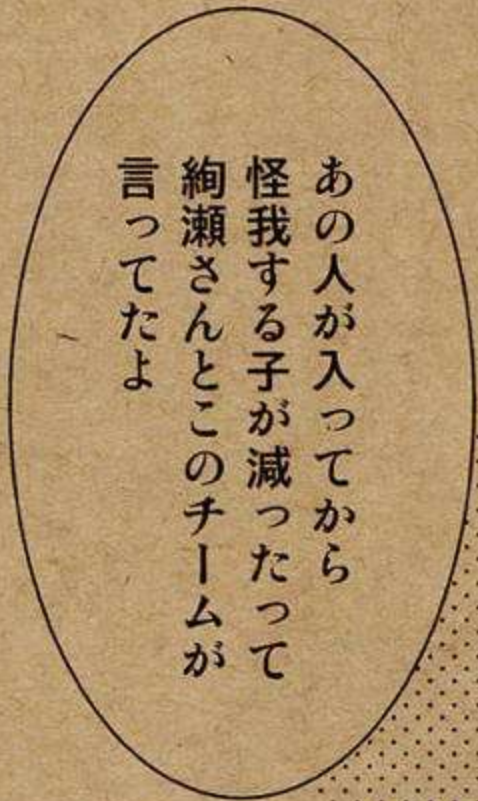 あの人が入ってから
怪我する子が減ったって
絢瀬さんとこのチームが
言ってたよ